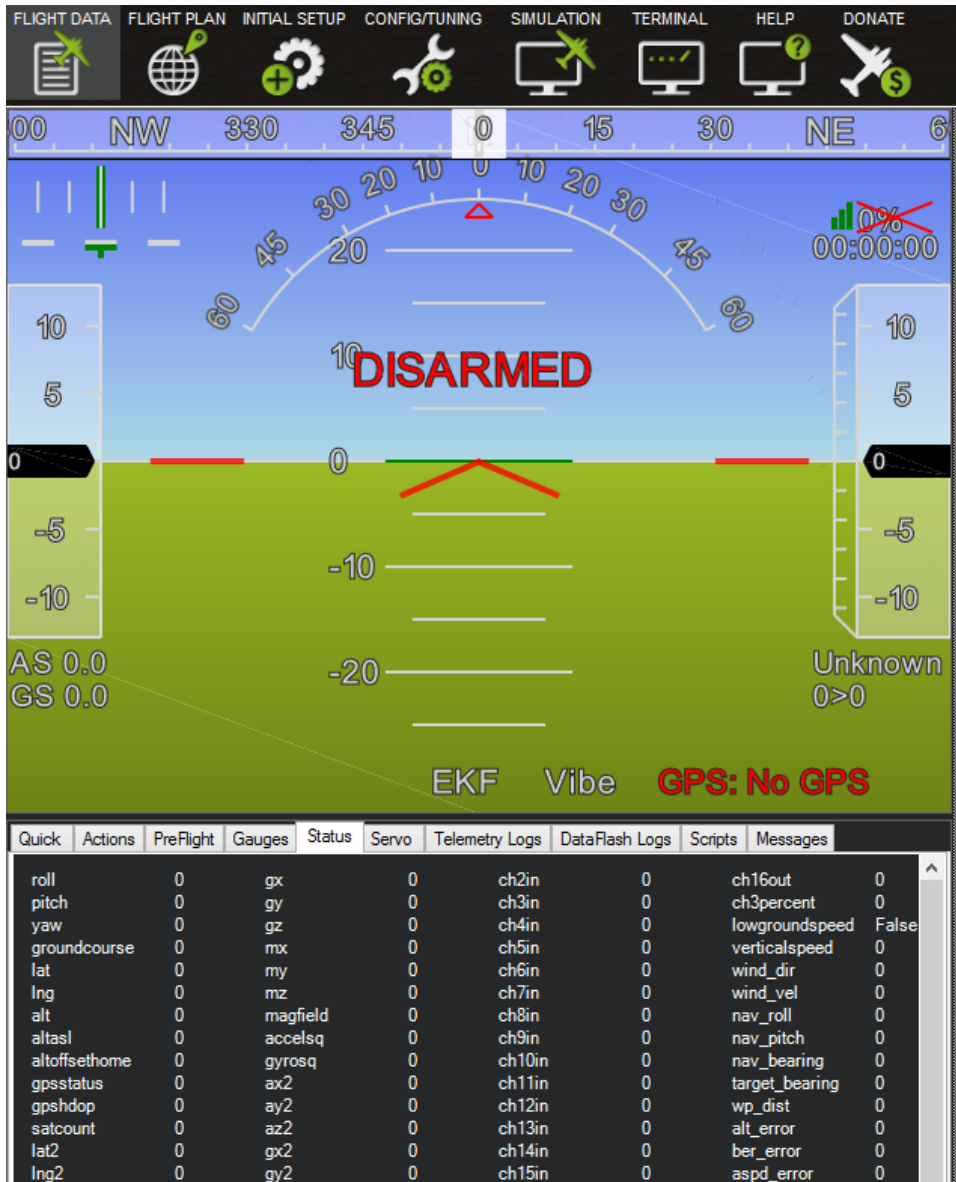 FLIGHT DATA FLIGHT PLAN INITIAL SETUP CONFIG/TUNING SIMULATION TERMINAL HELP DONATE
00 NW 330 345 0 15 30 NE 6
60 45 30 20 10 0 10 20 30 45 60
0%
00:00:00
20
10 10 10
DISARMED
5 5
0 0 0
-5 -5
-10
-10 -10
AS 0.0 -20 Unknown
GS 0.0 0>0
EKF Vibe GPS: No GPS
Quick Actions PreFlight Gauges Status Servo Telemetry Logs DataFlash Logs Scripts Messages
roll 0 gx 0 ch2in 0 ch16out 0
pitch 0 gy 0 ch3in 0 ch3percent 0
yaw 0 gz 0 ch4in 0 lowgroundspeed False
groundcourse 0 mx 0 ch5in 0 verticalspeed 0
lat 0 my 0 ch6in 0 wind_dir 0
lng 0 mz 0 ch7in 0 wind_vel 0
alt 0 magfield 0 ch8in 0 nav_roll 0
altasl 0 accelsq 0 ch9in 0 nav_pitch 0
altoffsethome 0 gyrosq 0 ch10in 0 nav_bearing 0
gpsstatus 0 ax2 0 ch11in 0 target_bearing 0
gpshdop 0 ay2 0 ch12in 0 wp_dist 0
satcount 0 az2 0 ch13in 0 alt_error 0
lat2 0 gx2 0 ch14in 0 ber_error 0
lng2 0 gy2 0 ch15in 0 aspd_error 0